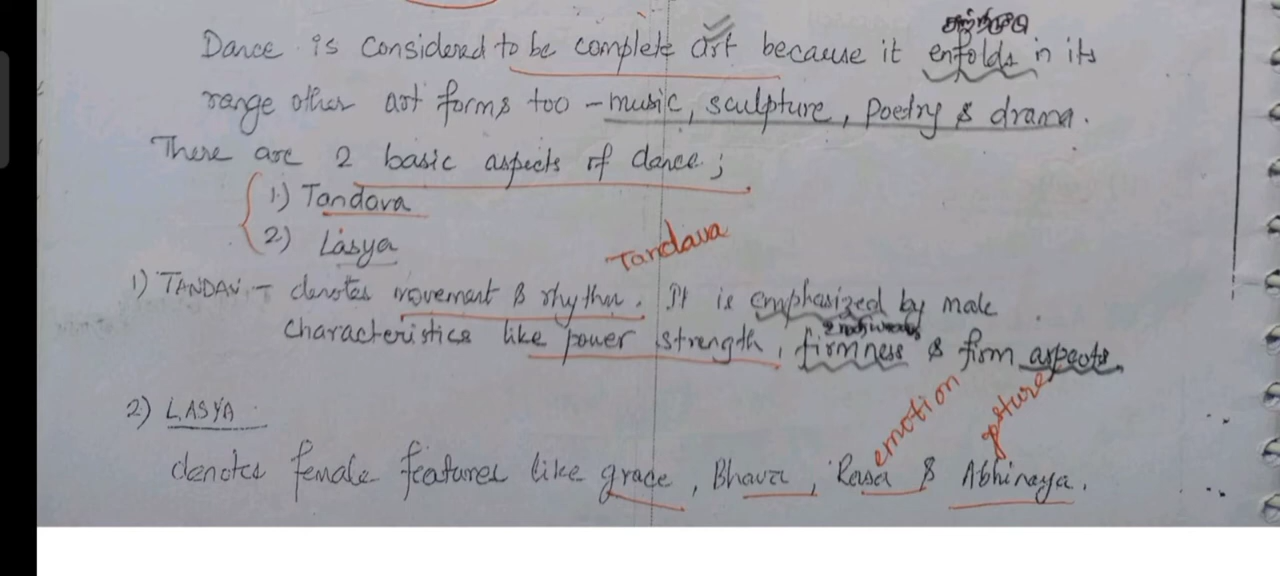 Dance is considered to be complete art because it enfolds in its
range other art forms too - music, sculpture, poetry & drama.
There are 2 basic aspects of dance;
1.) Tandava
2) Lasya
Tandava
1) TANDAV - denotes movement & rhythm. It is emphasized by male
characteristics like power strength, firmness & firm aspects.
2) LASYA
emotion
gesture
denotes female features like grace, Bhava, Rasa & Abhinaya.